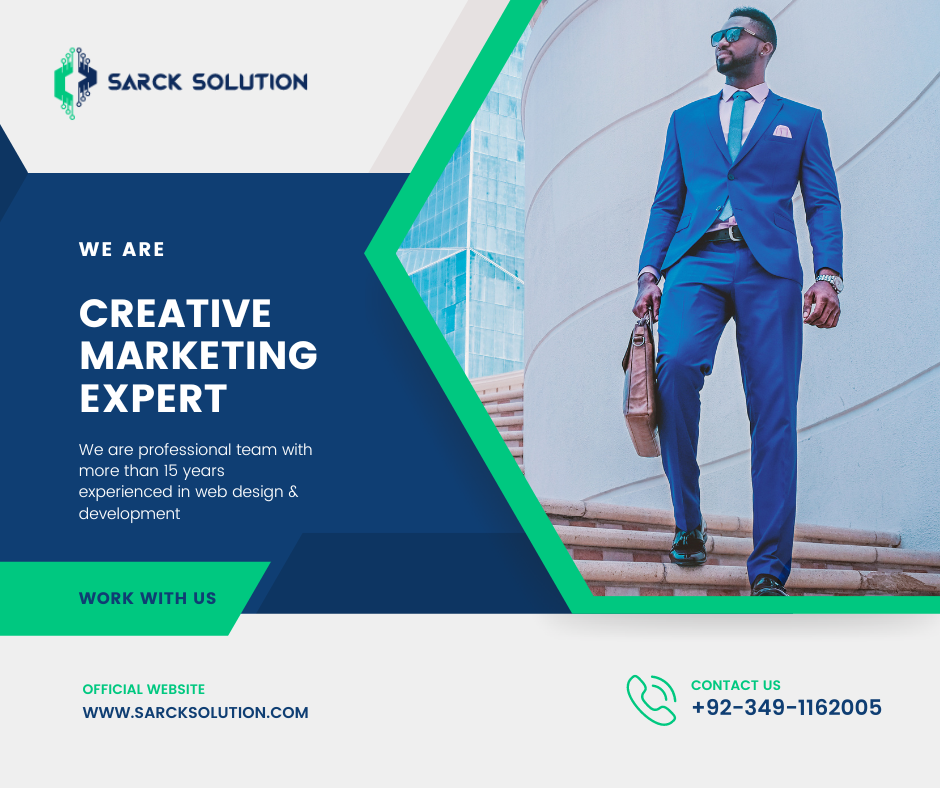 SARCK SOLUTION
WE ARE
CREATIVE
MARKETING
EXPERT
We are professional team with
more than 15 years
experienced in web design &
development
WORK WITH US
OFFICIAL WEBSITE
WWW.SARCKSOLUTION.COM
CONTACT US
+92-349-1162005